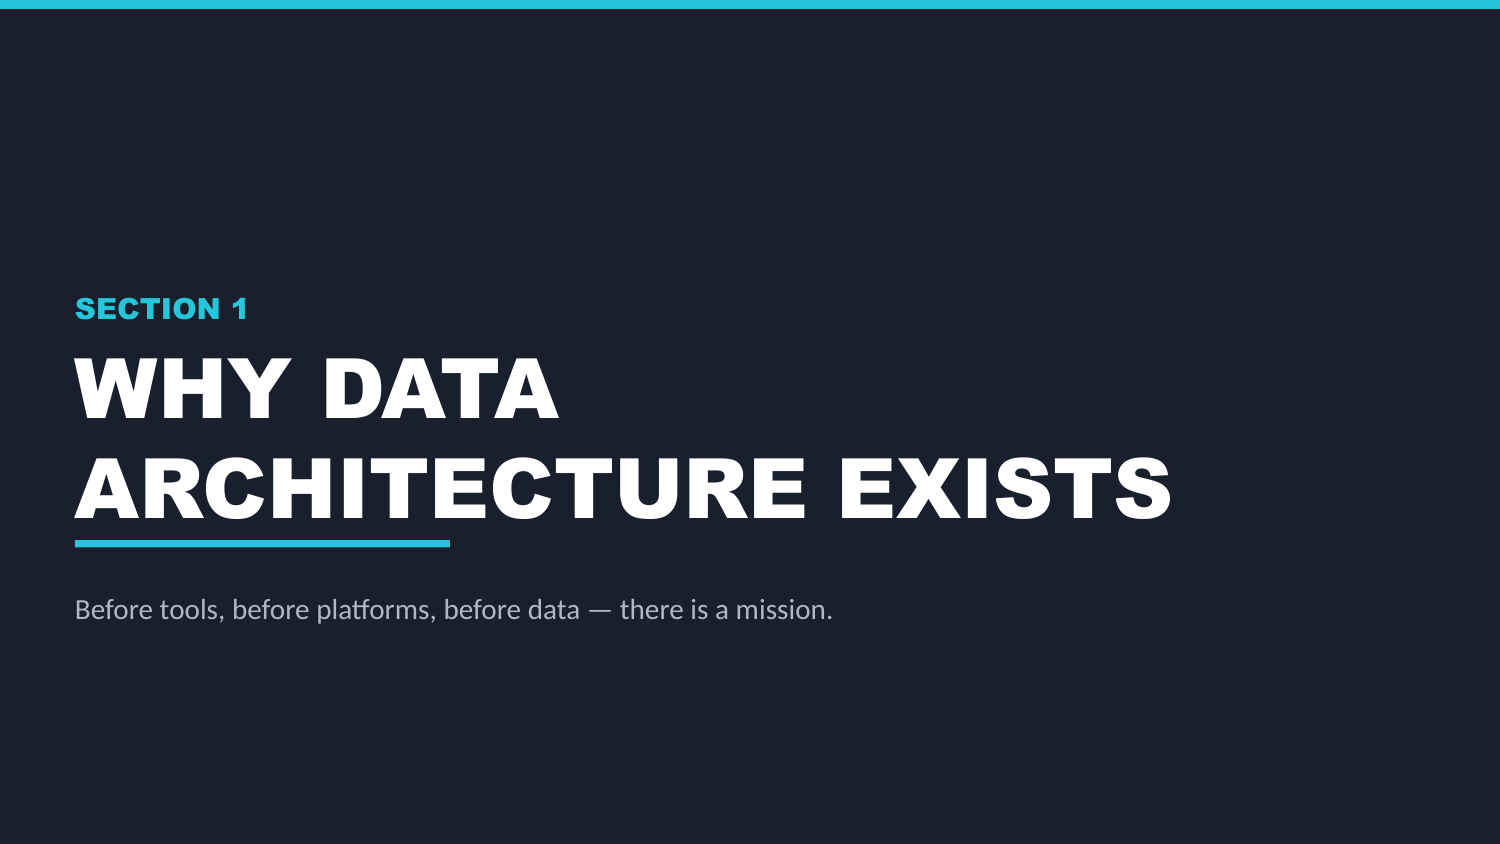 SECTION 1
WHY DATA
ARCHITECTURE EXISTS
Before tools, before platforms, before data — there is a mission.